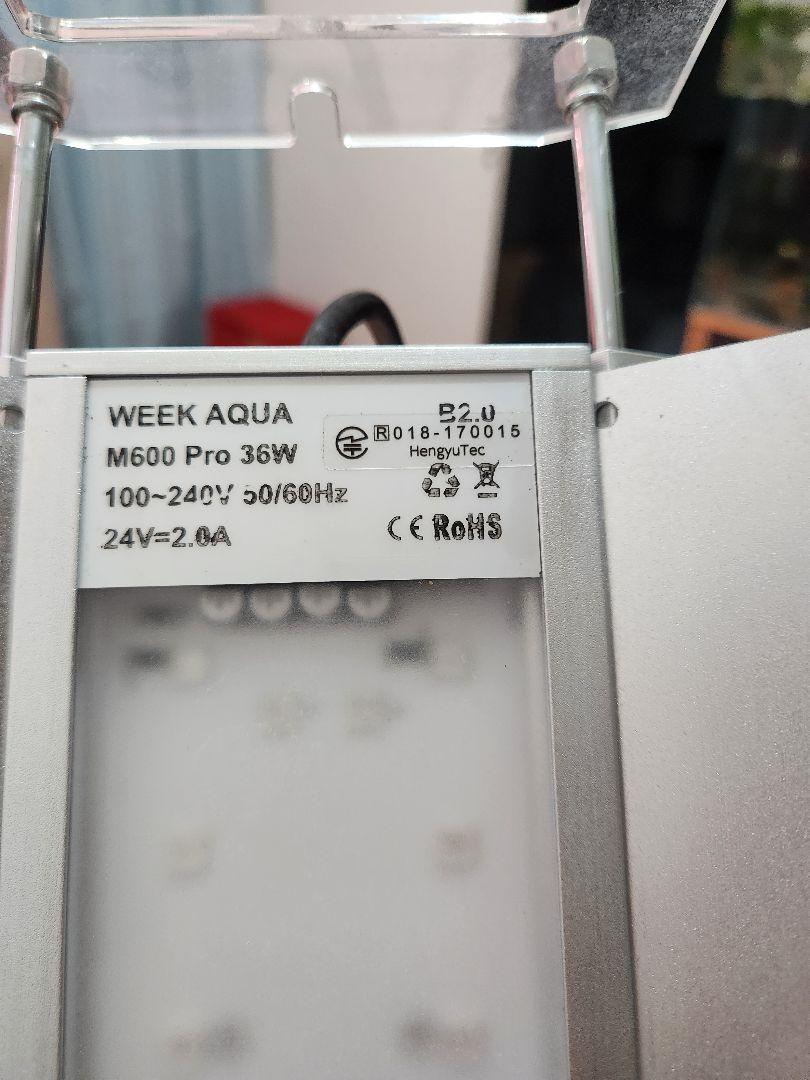 WEEK AQUA
B2.0
M600 Pro 36W
R 018-170015
HengyuTec
100~240V 50/60Hz
24V=2.0A
CE RoHS